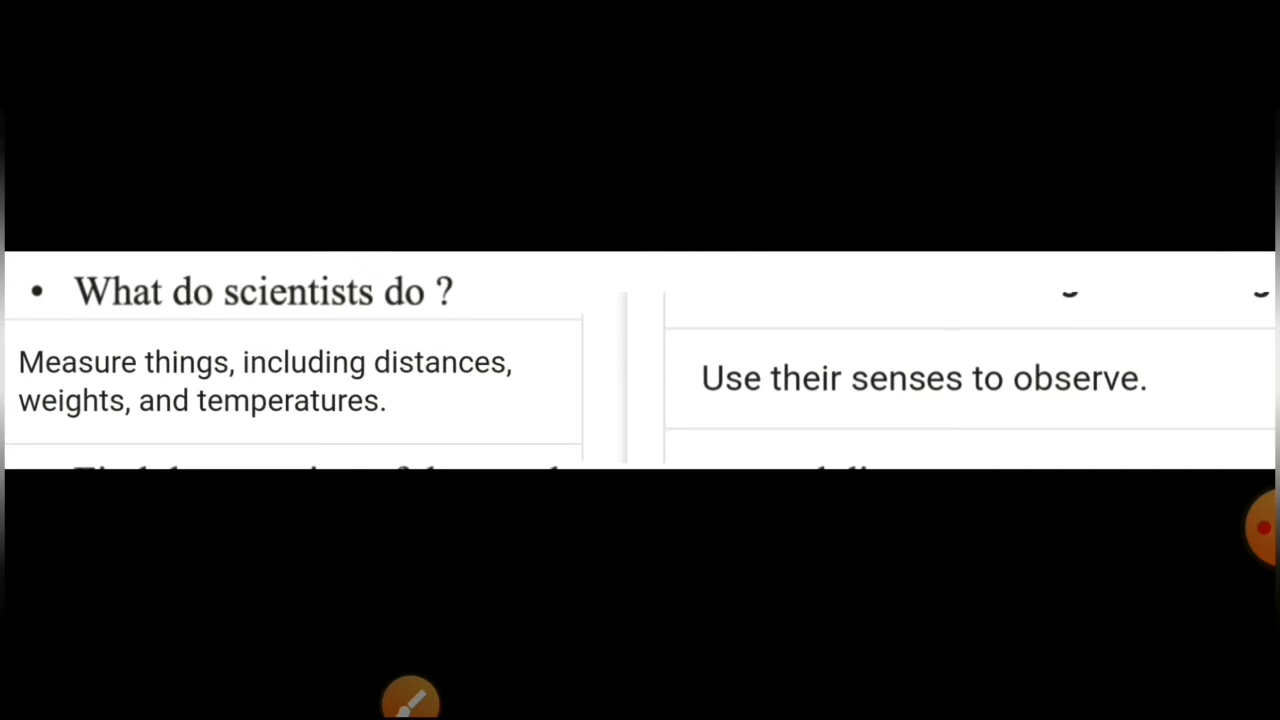 • What do scientists do ?
Measure things, including distances,
weights, and temperatures.
Use their senses to observe.